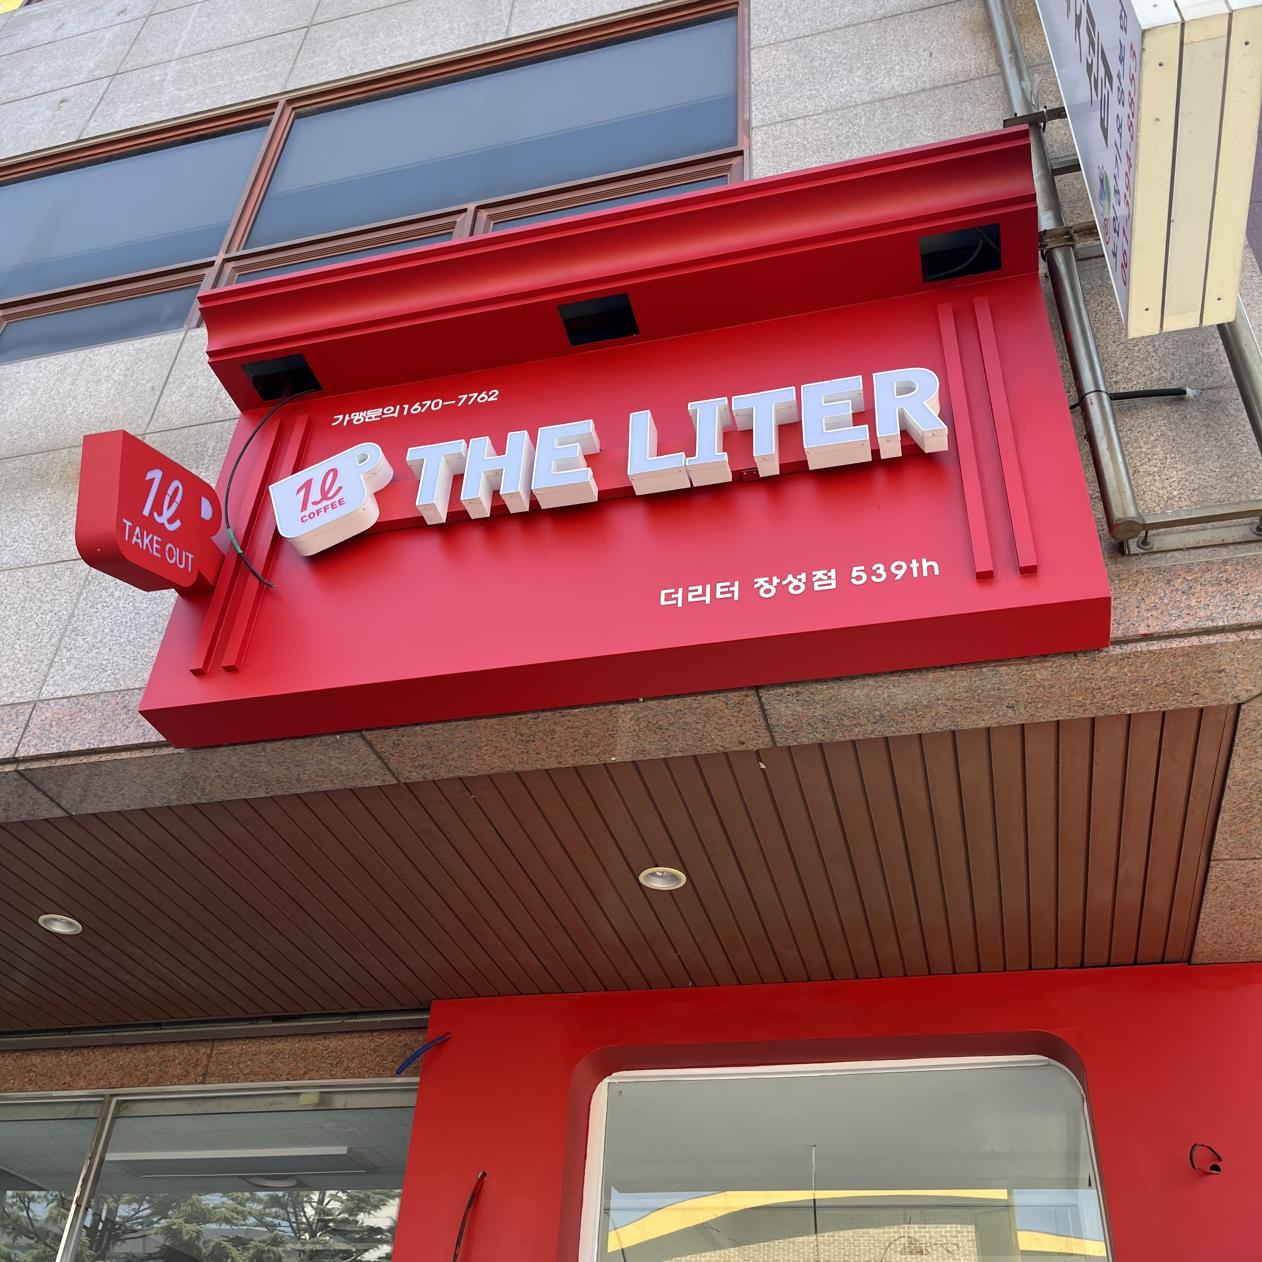 가맹문의1670-7762
1ℓ
COFFEE
THE LITER
1ℓ
TAKE OUT
더리터 장성점 539th